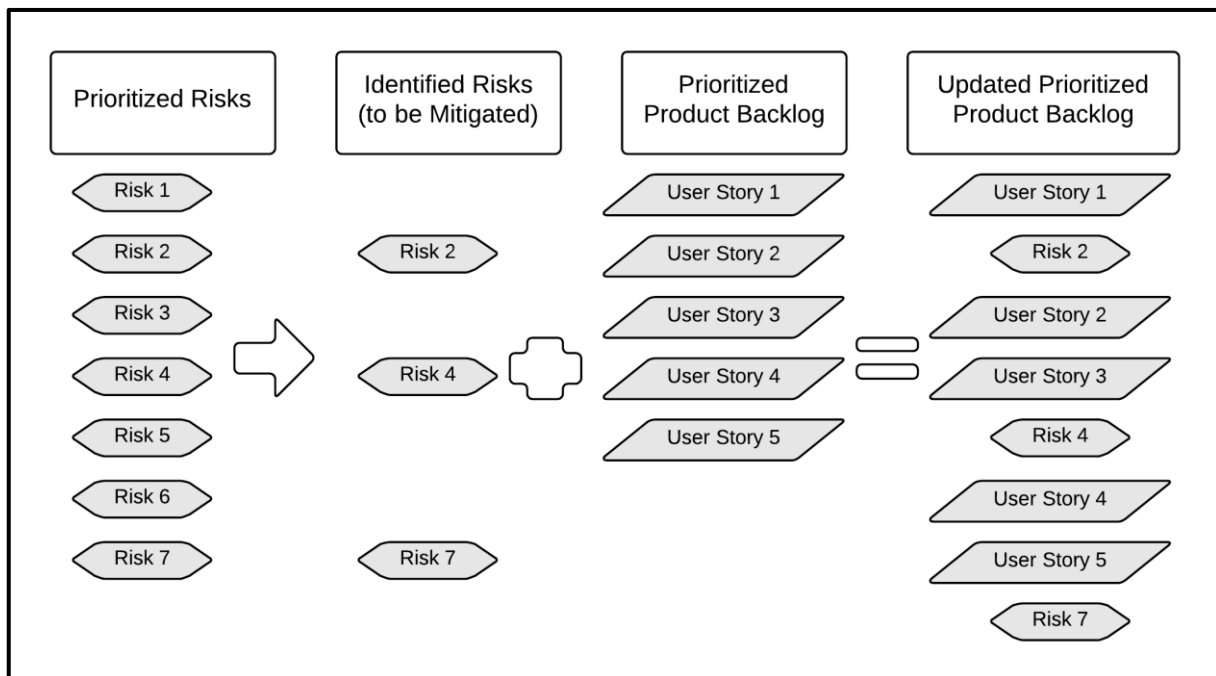 Prioritized Risks
Risk 1
Risk 2
Risk 3
Risk 4
Risk 5
Risk 6
Risk 7
Identified Risks
(to be Mitigated)
Risk 2
Risk 4
Risk 7
Prioritized
Product Backlog
User Story 1
User Story 2
User Story 3
User Story 4
User Story 5
Updated Prioritized
Product Backlog
User Story 1
Risk 2
User Story 2
User Story 3
Risk 4
User Story 4
User Story 5
Risk 7